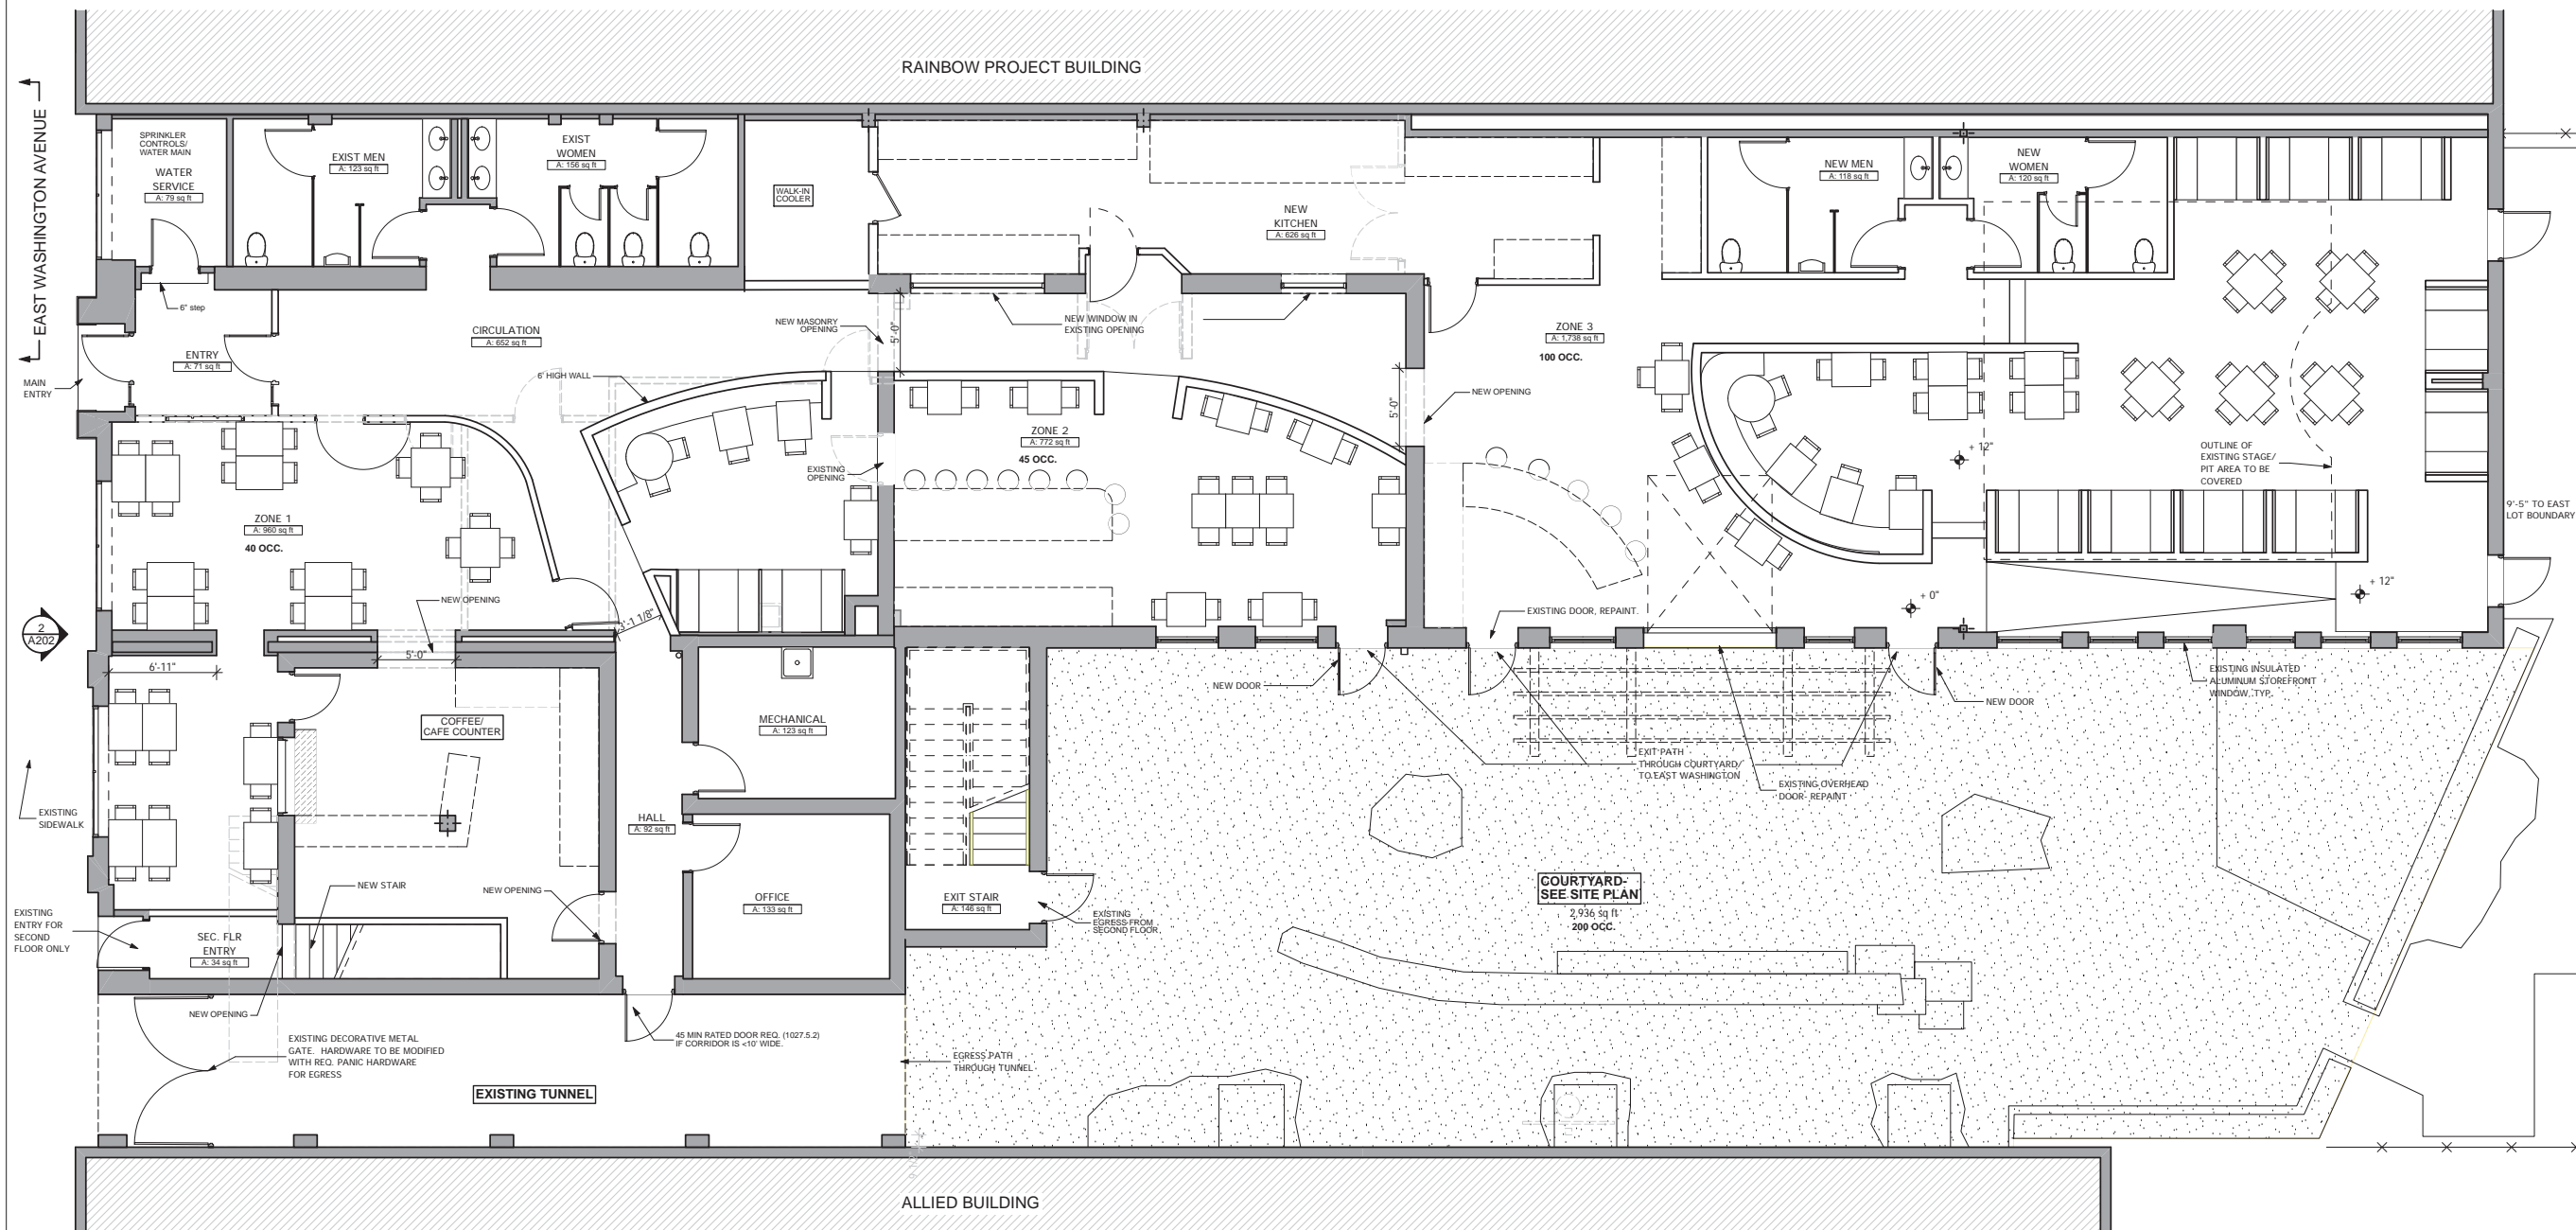 RAINBOW PROJECT BUILDING
EAST WASHINGTON AVENUE
SPRINKLER
CONTROLS/
WATER MAIN
WATER
SERVICE
A: 79 sq ft
EXIST MEN
A: 123 sq ft
EXIST
WOMEN
A: 156 sq ft
WALK-IN
COOLER
NEW
KITCHEN
A: 626 sq ft
NEW MEN
A: 118 sq ft
NEW
WOMEN
A: 120 sq ft
6" step
ENTRY
A: 71 sq ft
MAIN
ENTRY
CIRCULATION
A: 652 sq ft
6' HIGH WALL
NEW MASONRY
OPENING
5'-0"
NEW WINDOW IN
EXISTING OPENING
ZONE 3
A: 1,738 sq ft
100 OCC.
NEW OPENING
5'-0"
ZONE 2
A: 772 sq ft
45 OCC.
EXISTING
OPENING
+ 12"
OUTLINE OF
EXISTING STAGE/
PIT AREA TO BE
COVERED
9'-5" TO EAST
LOT BOUNDARY
ZONE 1
A: 960 sq ft
40 OCC.
NEW OPENING
3'-1 1/8"
2
A202
EXISTING DOOR, REPAINT.
+ 0"
+ 12"
6'-11"
5'-0"
NEW DOOR
NEW DOOR
EXISTING INSULATED
ALUMINUM STOREFRONT
WINDOW, TYP.
COFFEE/
CAFE COUNTER
MECHANICAL
A: 123 sq ft
EXIT PATH
THROUGH COURTYARD/
TO EAST WASHINGTON
EXISTING OVERHEAD
DOOR- REPAINT
EXISTING
SIDEWALK
HALL
A: 92 sq ft
NEW STAIR
NEW OPENING
OFFICE
A: 133 sq ft
EXIT STAIR
A: 146 sq ft
EXISTING
EGRESS FROM
SECOND FLOOR
COURTYARD-
SEE SITE PLAN
2,936 sq ft
200 OCC.
EXISTING
ENTRY FOR
SECOND
FLOOR ONLY
SEC. FLR
ENTRY
A: 34 sq ft
NEW OPENING
EXISTING DECORATIVE METAL
GATE. HARDWARE TO BE MODIFIED
WITH REQ. PANIC HARDWARE
FOR EGRESS
45 MIN RATED DOOR REQ. (1027.5.2)
IF CORRIDOR IS <10' WIDE.
EGRESS PATH
THROUGH TUNNEL
EXISTING TUNNEL
ALLIED BUILDING